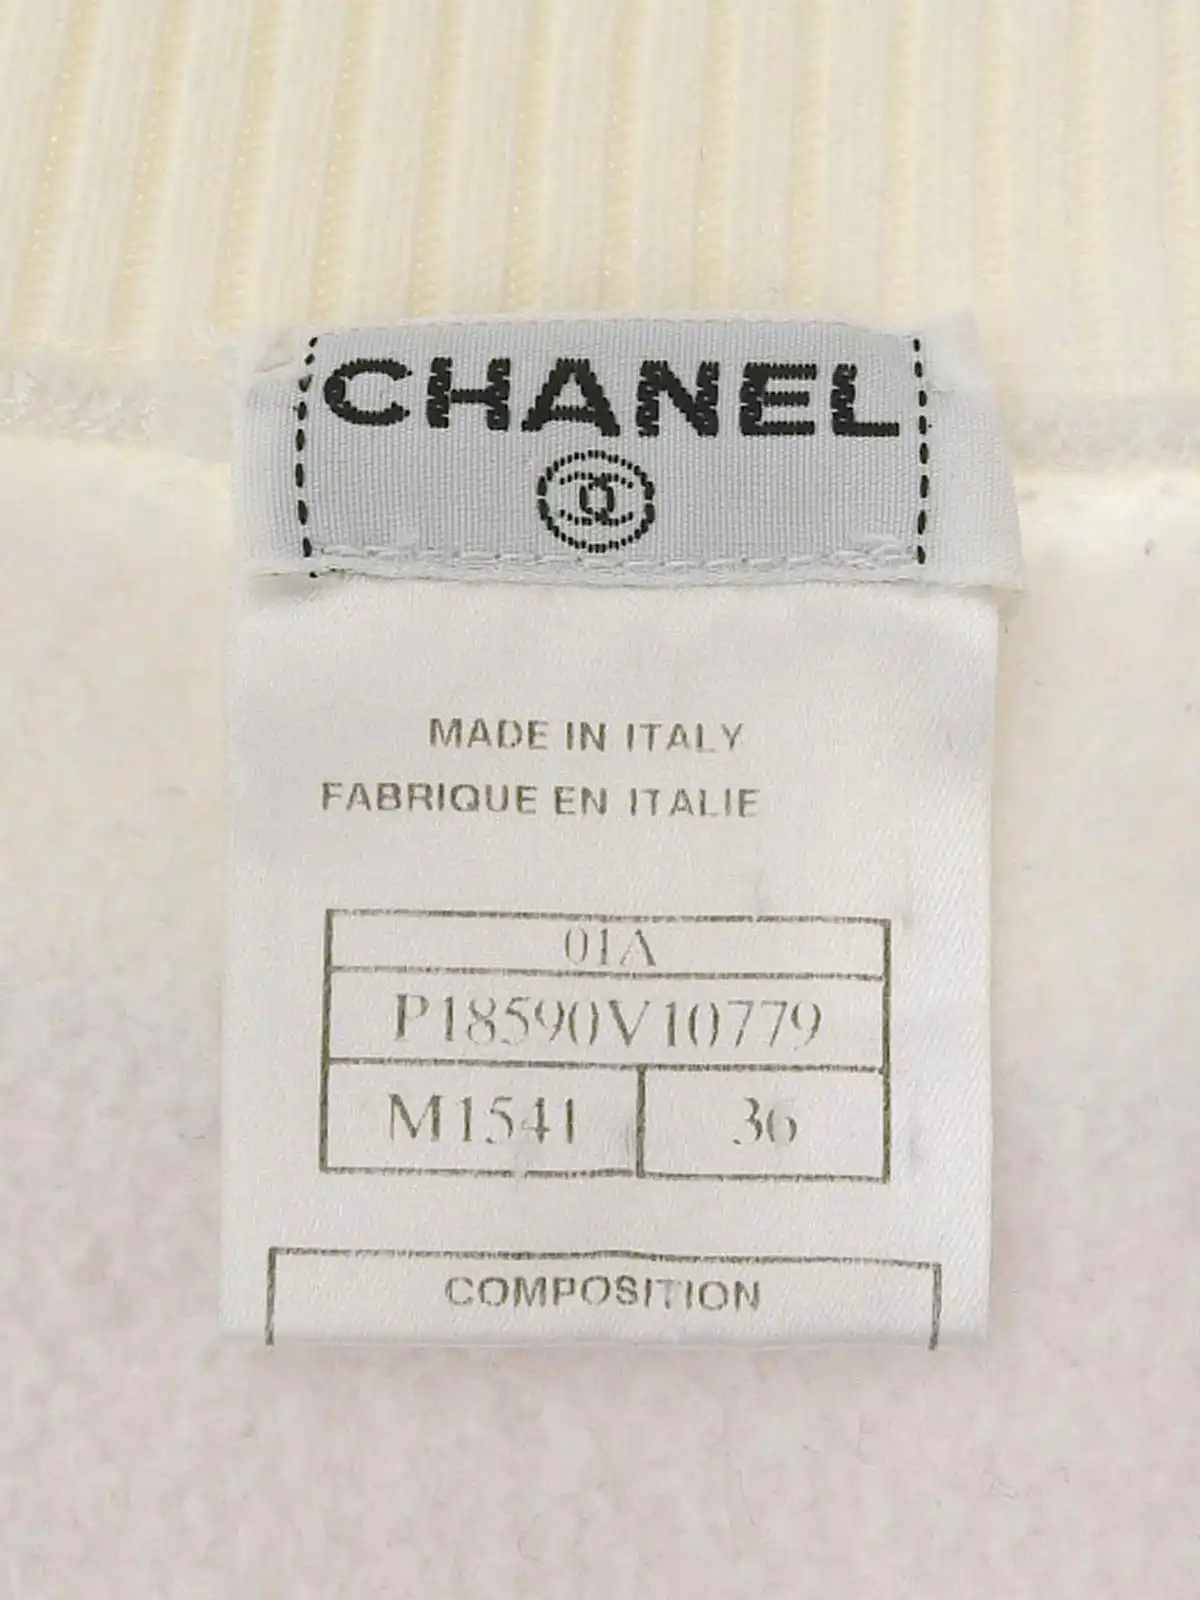 CHANEL
MADE IN ITALY
FABRIQUE EN ITALIE
01A
P18590V10779
M1541 36
COMPOSITION